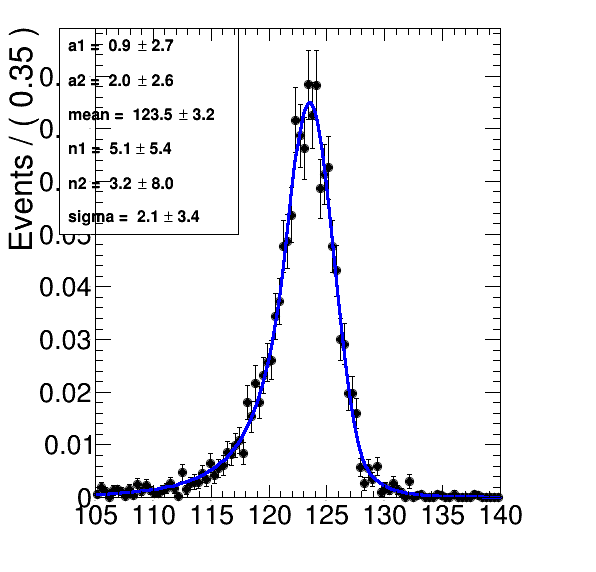 Events / ( 0.35 )
a1 = 0.9 ± 2.7
a2 = 2.0 ± 2.6
mean = 123.5 ± 3.2
n1 = 5.1 ± 5.4
n2 = 3.2 ± 8.0
sigma = 2.1 ± 3.4
0.05
0.04
0.03
0.02
0.01
0
105 110 115 120 125 130 135 140